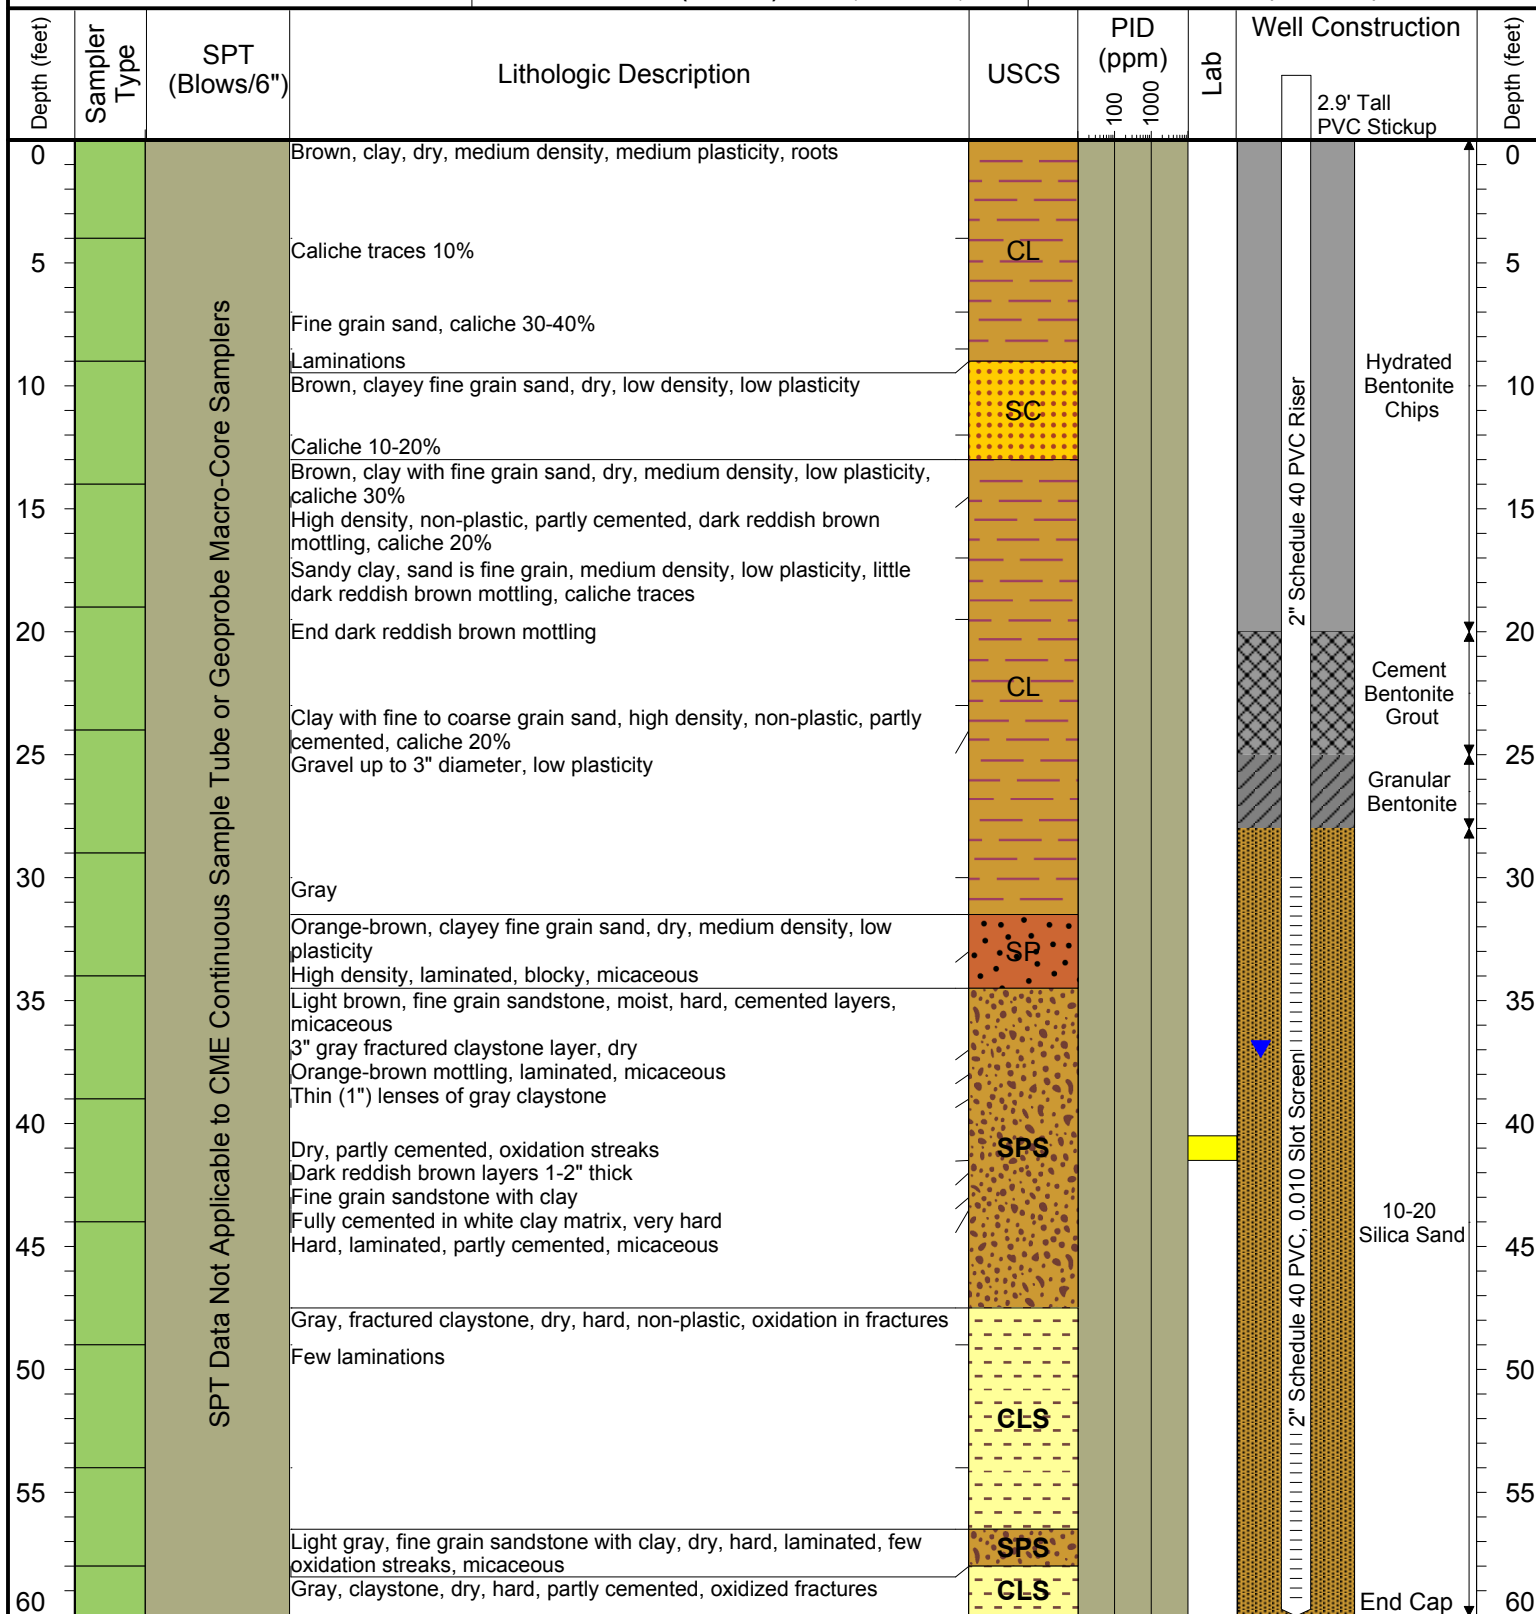 Depth (feet)
Sampler
Type
SPT
(Blows/6")
Lithologic Description
USCS
PID
(ppm)
100
1000
Lab
Well Construction
2.9' Tall
PVC Stickup
Depth (feet)
0
5
10
15
20
25
30
35
40
45
50
55
60
SPT Data Not Applicable to CME Continuous Sample Tube or Geoprobe Macro-Core Samplers
Brown, clay, dry, medium density, medium plasticity, roots
Caliche traces 10%
Fine grain sand, caliche 30-40%
Laminations
Brown, clayey fine grain sand, dry, low density, low plasticity
Caliche 10-20%
Brown, clay with fine grain sand, dry, medium density, low plasticity,
caliche 30%
High density, non-plastic, partly cemented, dark reddish brown
mottling, caliche 20%
Sandy clay, sand is fine grain, medium density, low plasticity, little
dark reddish brown mottling, caliche traces
End dark reddish brown mottling
Clay with fine to coarse grain sand, high density, non-plastic, partly
cemented, caliche 20%
Gravel up to 3" diameter, low plasticity
Gray
Orange-brown, clayey fine grain sand, dry, medium density, low
plasticity
High density, laminated, blocky, micaceous
Light brown, fine grain sandstone, moist, hard, cemented layers,
micaceous
3" gray fractured claystone layer, dry
Orange-brown mottling, laminated, micaceous
Thin (1") lenses of gray claystone
Dry, partly cemented, oxidation streaks
Dark reddish brown layers 1-2" thick
Fine grain sandstone with clay
Fully cemented in white clay matrix, very hard
Hard, laminated, partly cemented, micaceous
Gray, fractured claystone, dry, hard, non-plastic, oxidation in fractures
Few laminations
Light gray, fine grain sandstone with clay, dry, hard, laminated, few
oxidation streaks, micaceous
Gray, claystone, dry, hard, partly cemented, oxidized fractures
CL
SC
CL
SP
SPS
CLS
SPS
CLS
2" Schedule 40 PVC Riser
2" Schedule 40 PVC, 0.010 Slot Screen
Hydrated
Bentonite
Chips
Cement
Bentonite
Grout
Granular
Bentonite
10-20
Silica Sand
End Cap
0
5
10
15
20
25
30
35
40
45
50
55
60